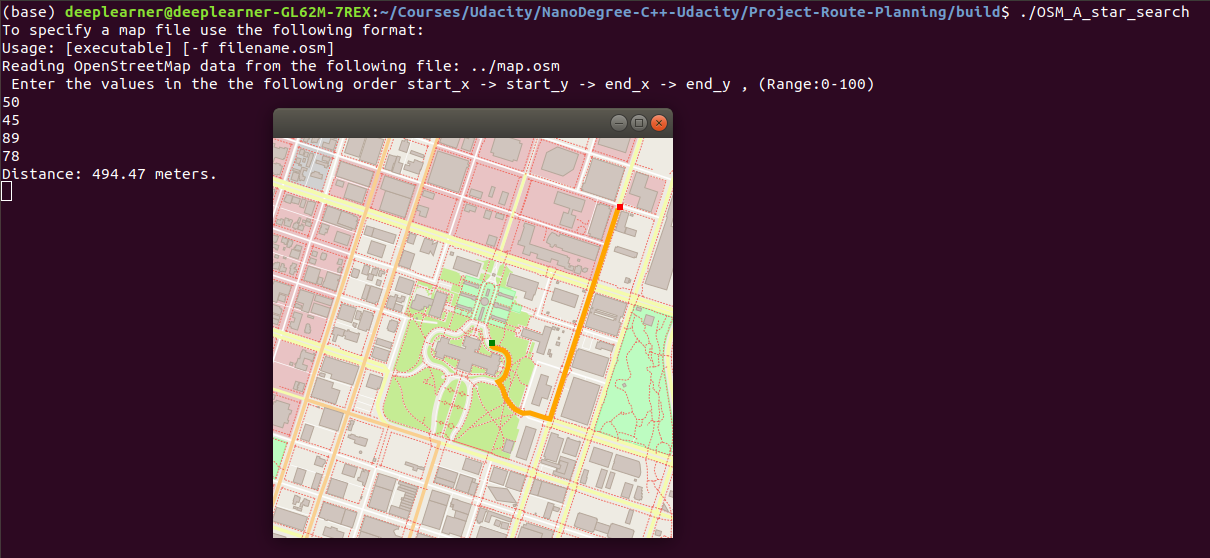 (base) deeplearner@deeplearner-GL62M-7REX:~/Courses/Udacity/NanoDegree-C++-Udacity/Project-Route-Planning/build$ ./OSM_A_star_search
To specify a map file use the following format:
Usage: [executable] [-f filename.osm]
Reading OpenStreetMap data from the following file: ../map.osm
 Enter the values in the the following order start_x -> start_y -> end_x -> end_y , (Range:0-100)
50
45
89
78
Distance: 494.47 meters.